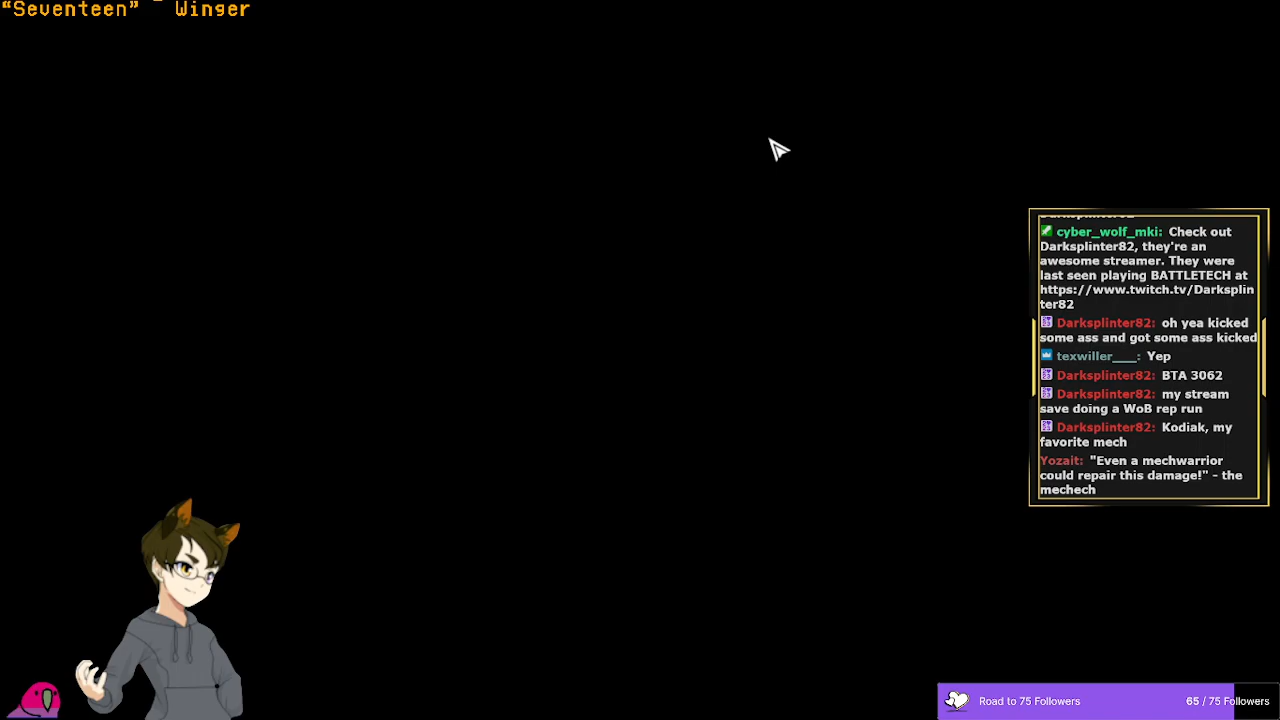 “Seventeen” - Winger
cyber_wolf_mki: Check out
Darksplinter82, they're an
awesome streamer. They were
last seen playing BATTLETECH at
https://www.twitch.tv/Darksplin
ter82
Darksplinter82: oh yea kicked
some ass and got some ass kicked
texwiller___: Yep
Darksplinter82: BTA 3062
Darksplinter82: my stream
save doing a WoB rep run
Darksplinter82: Kodiak, my
favorite mech
Yozait: "Even a mechwarrior
could repair this damage!" - the
mechech
Road to 75 Followers
65 / 75 Followers